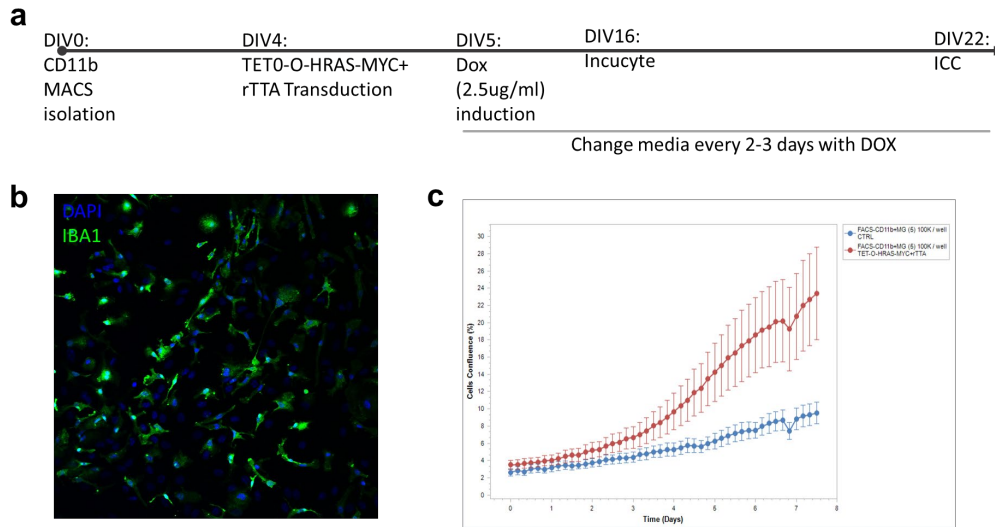 a
DIV0:
CD11b
MACS
isolation
DIV4:
TET0-O-HRAS-MYC+
rTTA Transduction
DIV5:
Dox
(2.5ug/ml)
induction
DIV16:
Incucyte
DIV22:
ICC
Change media every 2-3 days with DOX
b
DAPI
IBA1
c
FACS-CD11b+MG (5) 100K / well
CTRL
FACS-CD11b+MG (5) 100K / well
TET-O-HRAS-MYC+rTTA
Cells Confluence (%)
30
28
26
24
22
20
18
16
14
12
10
8
6
4
2
0
0 1 2 3 4 5 6 7 8
Time (Days)